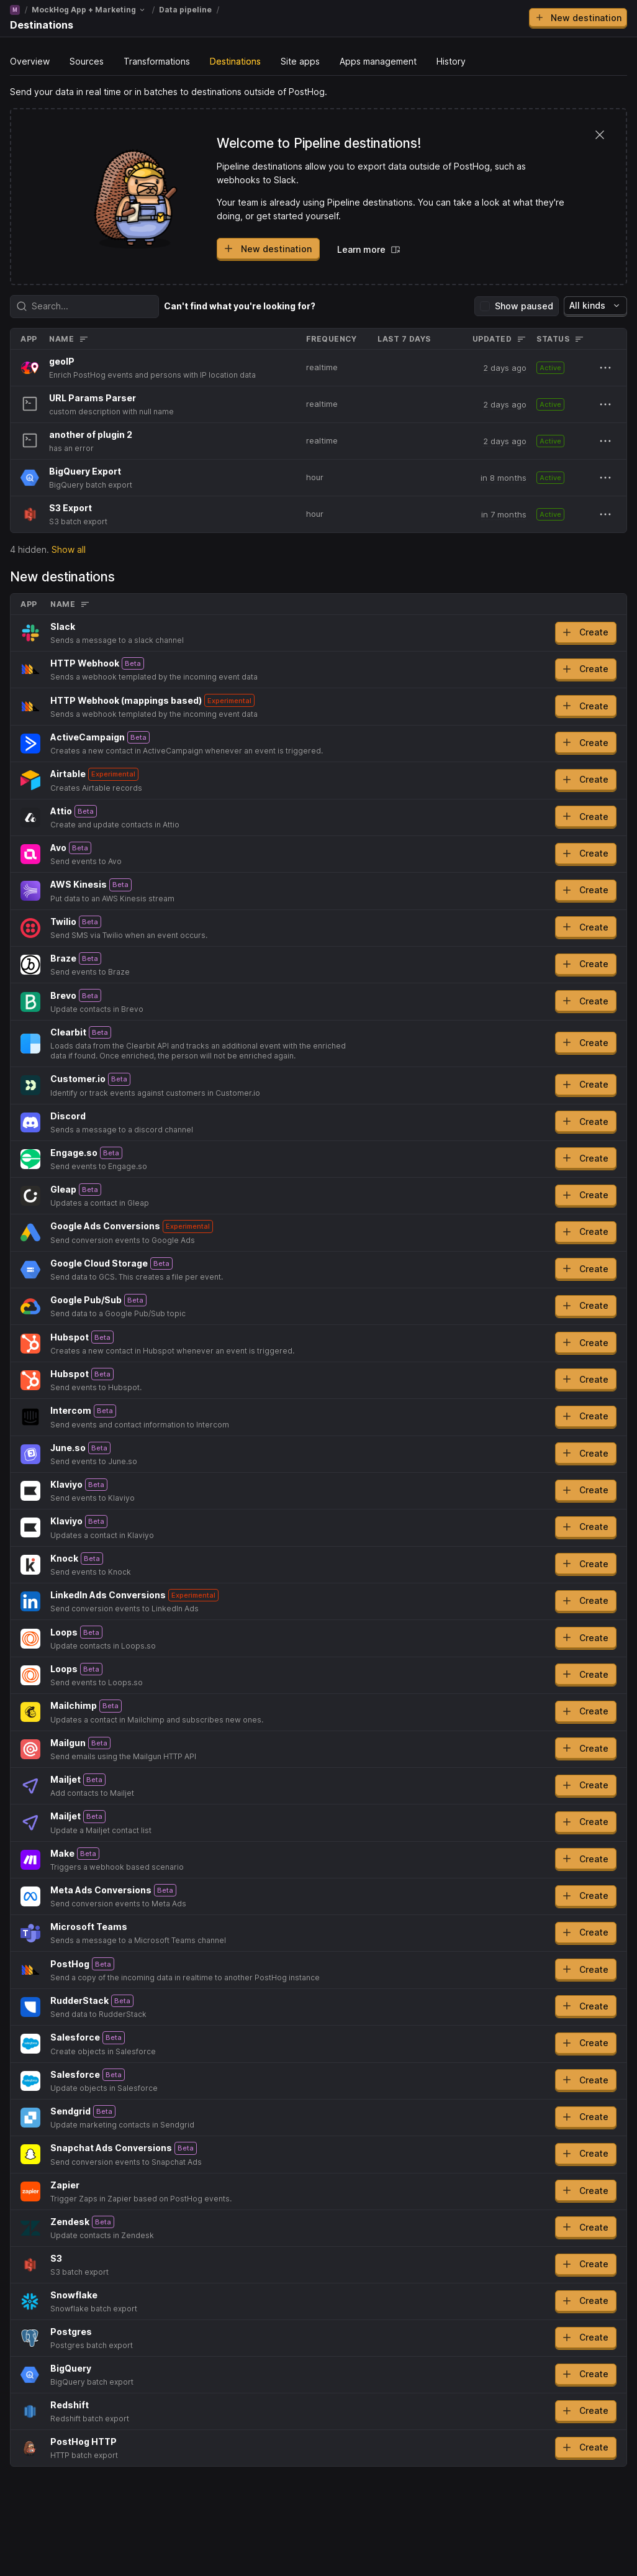 M / MockHog App + Marketing / Data pipeline /
Destinations
New destination
Overview Sources Transformations Destinations Site apps Apps management History
Send your data in real time or in batches to destinations outside of PostHog.
Welcome to Pipeline destinations!
Pipeline destinations allow you to export data outside of PostHog, such as
webhooks to Slack.
Your team is already using Pipeline destinations. You can take a look at what they're
doing, or get started yourself.
New destination Learn more
Search... Can't find what you're looking for? Show paused All kinds
APP NAME FREQUENCY LAST 7 DAYS UPDATED STATUS
geoIP
Enrich PostHog events and persons with IP location data
realtime 2 days ago Active
URL Params Parser
custom description with null name
realtime 2 days ago Active
another of plugin 2
has an error
realtime 2 days ago Active
BigQuery Export
BigQuery batch export
hour in 8 months Active
S3 Export
S3 batch export
hour in 7 months Active
4 hidden. Show all
New destinations
APP NAME
Slack
Sends a message to a slack channel
Create
HTTP Webhook Beta
Sends a webhook templated by the incoming event data
Create
HTTP Webhook (mappings based) Experimental
Sends a webhook templated by the incoming event data
Create
ActiveCampaign Beta
Creates a new contact in ActiveCampaign whenever an event is triggered.
Create
Airtable Experimental
Creates Airtable records
Create
Attio Beta
Create and update contacts in Attio
Create
Avo Beta
Send events to Avo
Create
AWS Kinesis Beta
Put data to an AWS Kinesis stream
Create
Twilio Beta
Send SMS via Twilio when an event occurs.
Create
Braze Beta
Send events to Braze
Create
Brevo Beta
Update contacts in Brevo
Create
Clearbit Beta
Loads data from the Clearbit API and tracks an additional event with the enriched
data if found. Once enriched, the person will not be enriched again.
Create
Customer.io Beta
Identify or track events against customers in Customer.io
Create
Discord
Sends a message to a discord channel
Create
Engage.so Beta
Send events to Engage.so
Create
Gleap Beta
Updates a contact in Gleap
Create
Google Ads Conversions Experimental
Send conversion events to Google Ads
Create
Google Cloud Storage Beta
Send data to GCS. This creates a file per event.
Create
Google Pub/Sub Beta
Send data to a Google Pub/Sub topic
Create
Hubspot Beta
Creates a new contact in Hubspot whenever an event is triggered.
Create
Hubspot Beta
Send events to Hubspot.
Create
Intercom Beta
Send events and contact information to Intercom
Create
June.so Beta
Send events to June.so
Create
Klaviyo Beta
Send events to Klaviyo
Create
Klaviyo Beta
Updates a contact in Klaviyo
Create
Knock Beta
Send events to Knock
Create
LinkedIn Ads Conversions Experimental
Send conversion events to LinkedIn Ads
Create
Loops Beta
Update contacts in Loops.so
Create
Loops Beta
Send events to Loops.so
Create
Mailchimp Beta
Updates a contact in Mailchimp and subscribes new ones.
Create
Mailgun Beta
Send emails using the Mailgun HTTP API
Create
Mailjet Beta
Add contacts to Mailjet
Create
Mailjet Beta
Update a Mailjet contact list
Create
Make Beta
Triggers a webhook based scenario
Create
Meta Ads Conversions Beta
Send conversion events to Meta Ads
Create
Microsoft Teams
Sends a message to a Microsoft Teams channel
Create
PostHog Beta
Send a copy of the incoming data in realtime to another PostHog instance
Create
RudderStack Beta
Send data to RudderStack
Create
Salesforce Beta
Create objects in Salesforce
Create
Salesforce Beta
Update objects in Salesforce
Create
Sendgrid Beta
Update marketing contacts in Sendgrid
Create
Snapchat Ads Conversions Beta
Send conversion events to Snapchat Ads
Create
Zapier
Trigger Zaps in Zapier based on PostHog events.
Create
Zendesk Beta
Update contacts in Zendesk
Create
S3
S3 batch export
Create
Snowflake
Snowflake batch export
Create
Postgres
Postgres batch export
Create
BigQuery
BigQuery batch export
Create
Redshift
Redshift batch export
Create
PostHog HTTP
HTTP batch export
Create